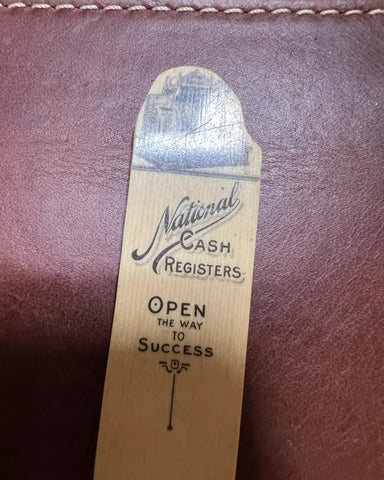 National
CASH
REGISTERS
OPEN
THE WAY
TO
SUCCESS